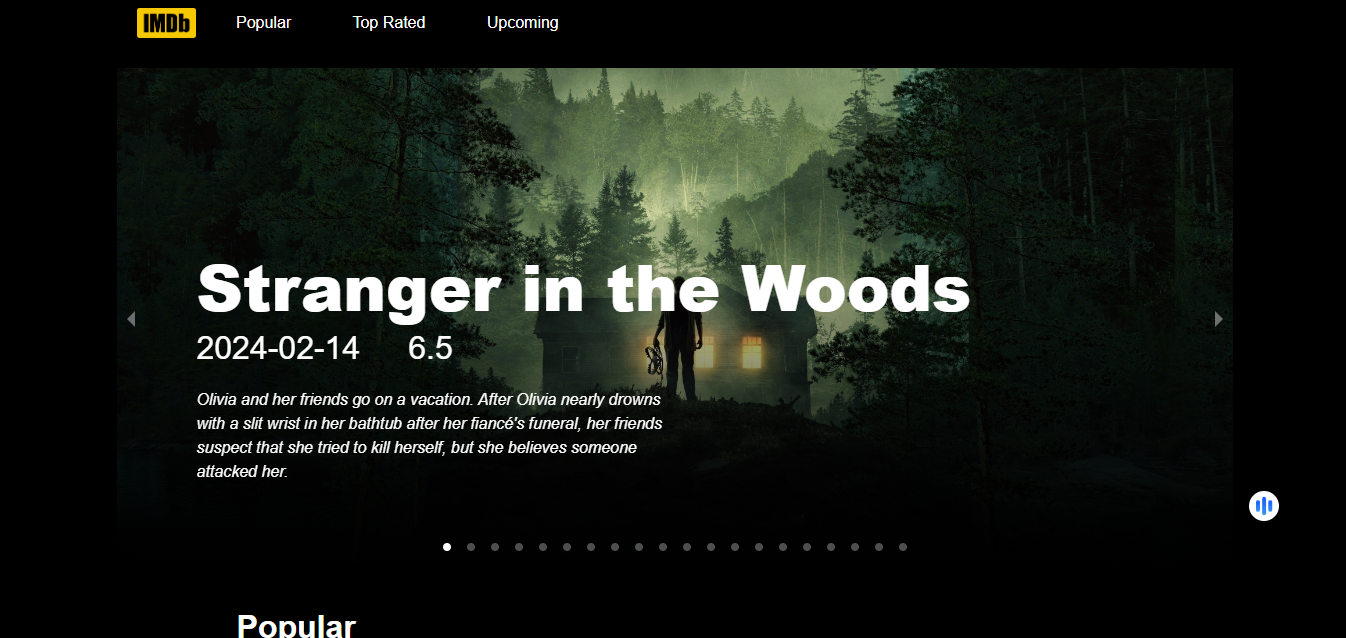 IMDb
Popular
Top Rated
Upcoming
Stranger in the Woods
2024-02-14 6.5
Olivia and her friends go on a vacation. After Olivia nearly drowns
with a slit wrist in her bathtub after her fiancé's funeral, her friends
suspect that she tried to kill herself, but she believes someone
attacked her.
Popular